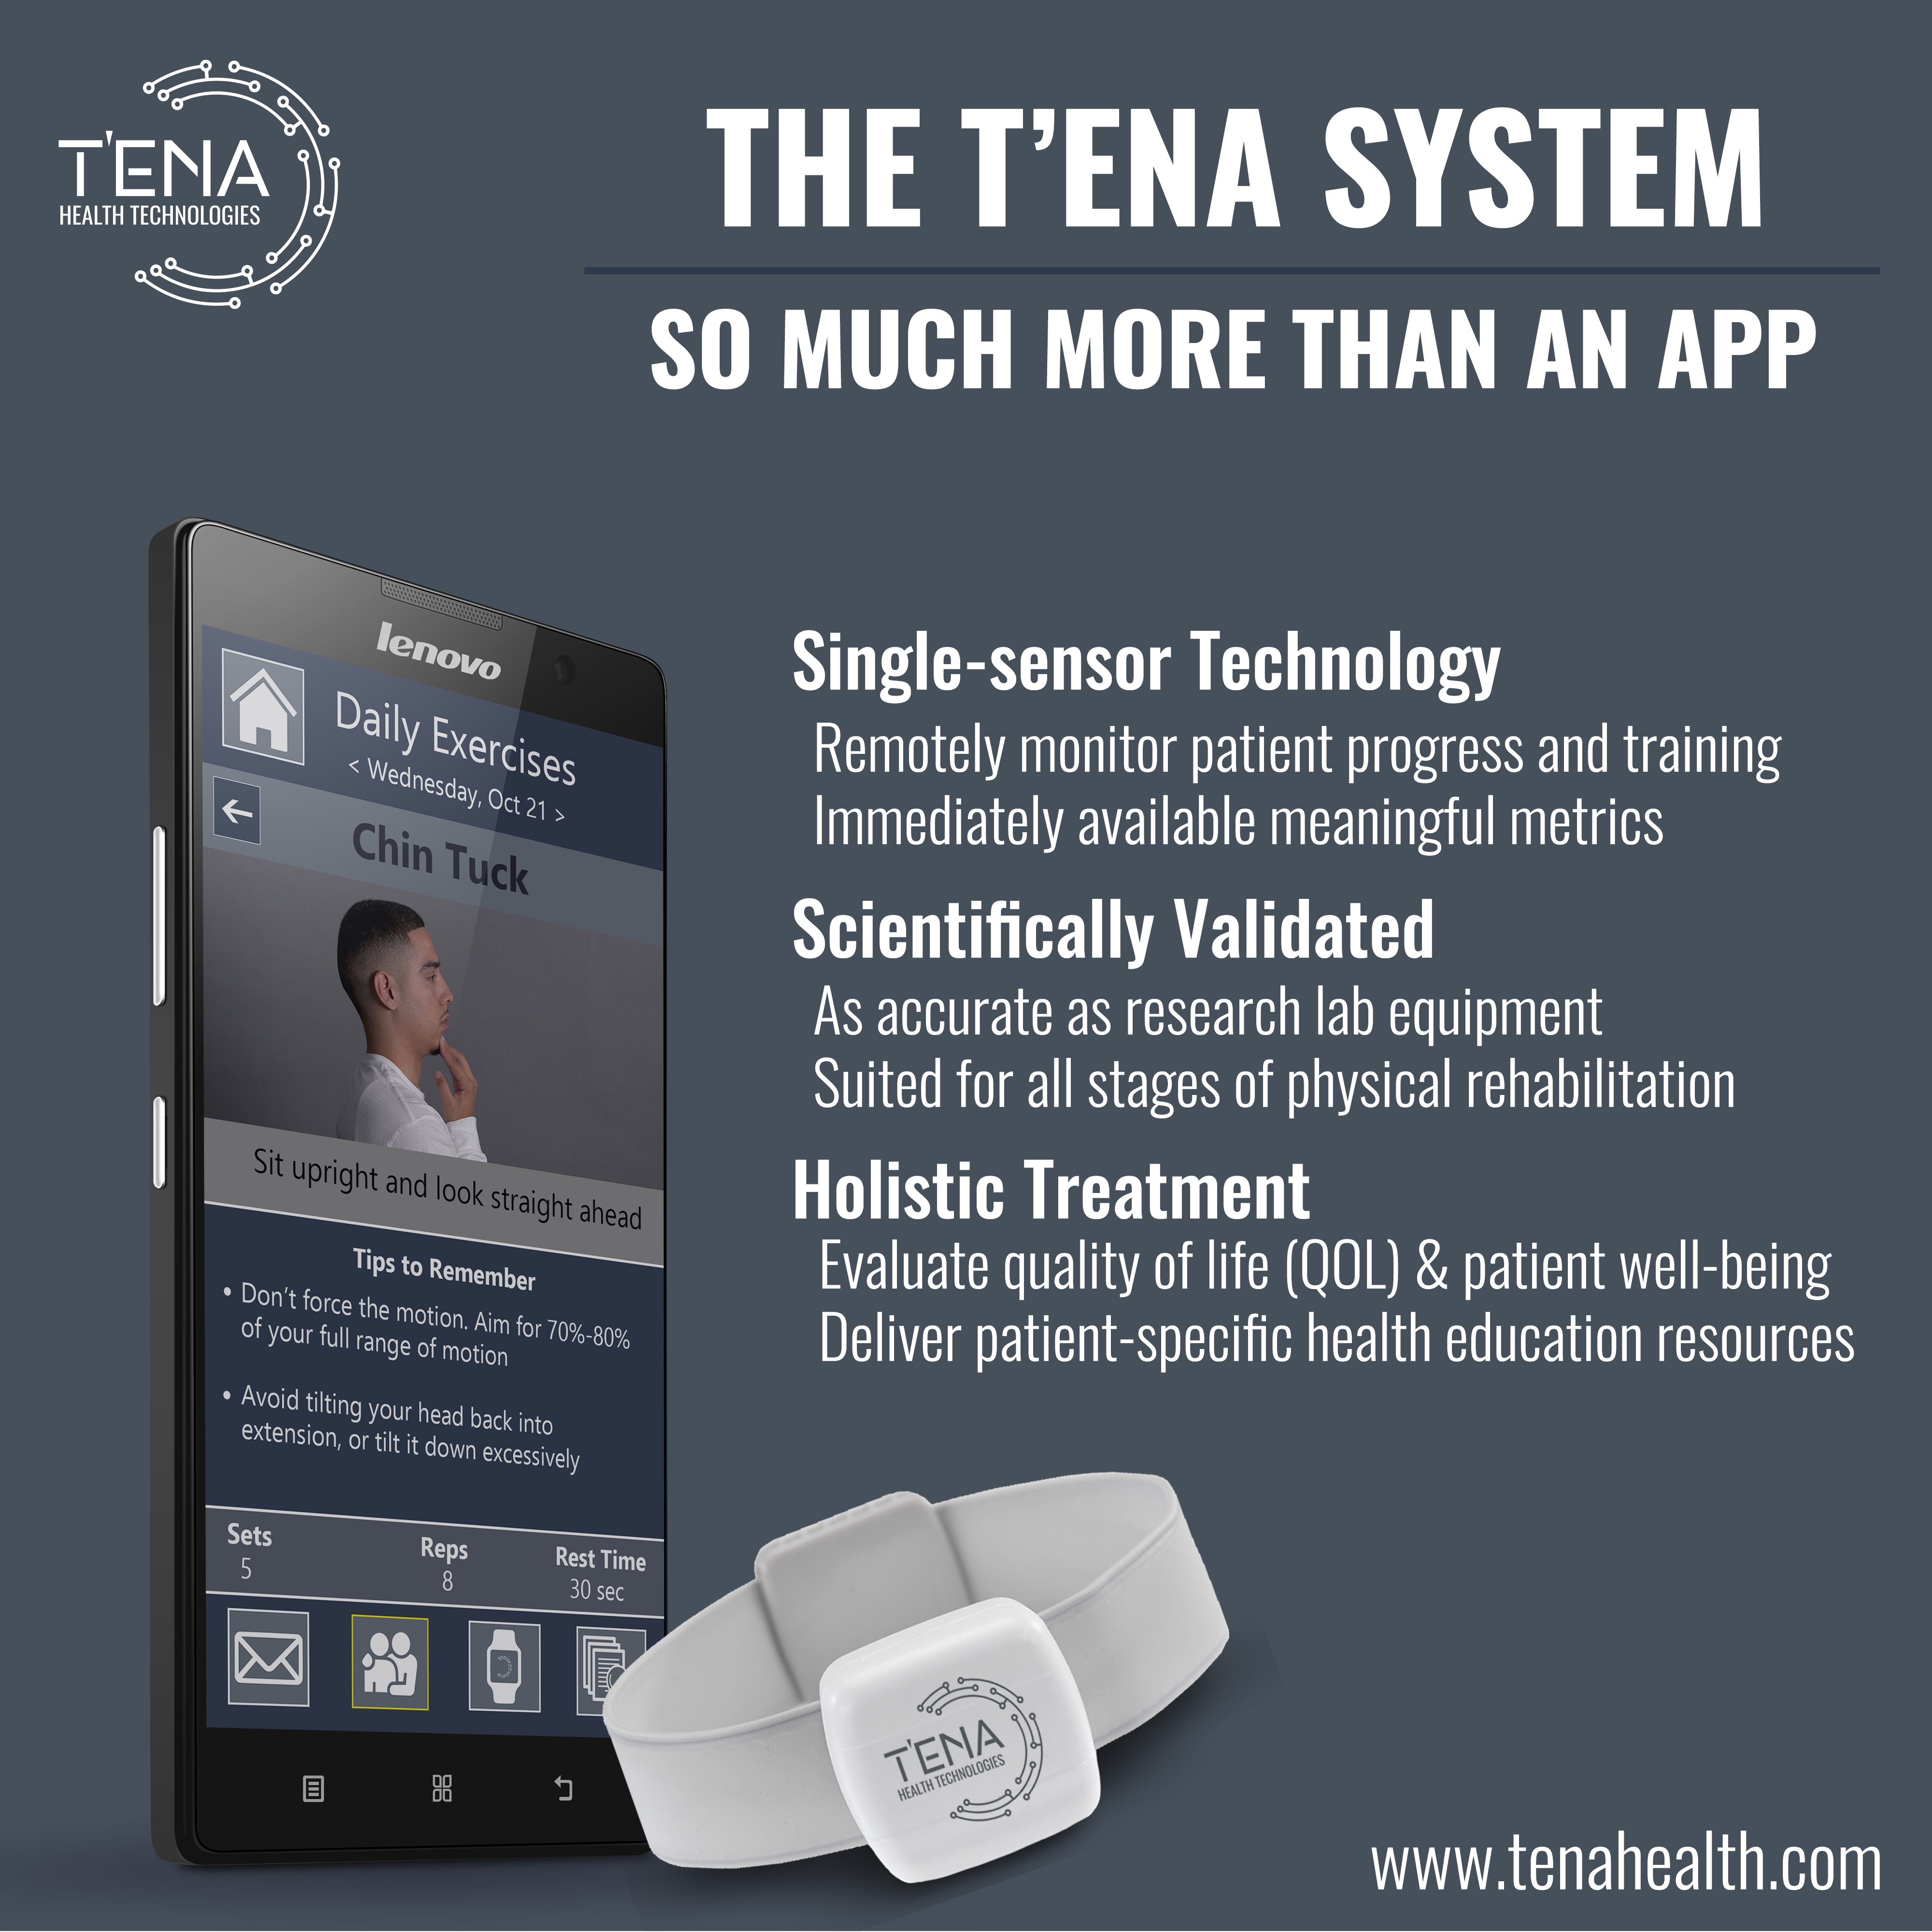 T'ENA
HEALTH TECHNOLOGIES
THE T'ENA SYSTEM
SO MUCH MORE THAN AN APP
lenovo
Daily Exercises
< Wednesday, Oct 21 >
Chin Tuck
Sit upright and look straight ahead
Tips to Remember
• Don't force the motion. Aim for 70%-80%
of your full range of motion
• Avoid tilting your head back into
extension, or tilt it down excessively
Sets Reps Rest Time
5 8 30 sec
Single-sensor Technology
Remotely monitor patient progress and training
Immediately available meaningful metrics
Scientifically Validated
As accurate as research lab equipment
Suited for all stages of physical rehabilitation
Holistic Treatment
Evaluate quality of life (QOL) & patient well-being
Deliver patient-specific health education resources
T'ENA
HEALTH TECHNOLOGIES
www.tenahealth.com